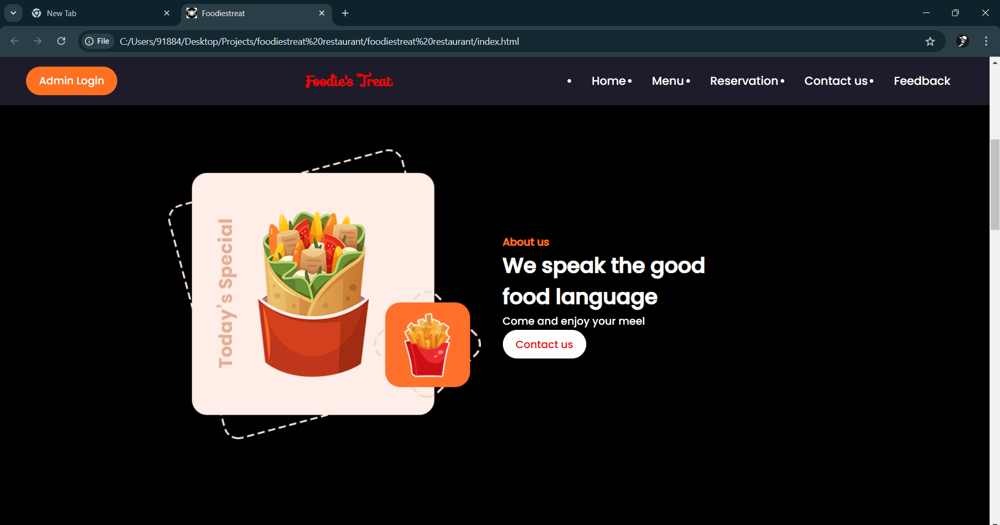 New Tab
Foodiestreat
File
C:/Users/91884/Desktop/Projects/foodiestreat%20restaurant/foodiestreat%20restaurant/index.html
Admin Login
Foodie's Treat
• Home • Menu • Reservation • Contact us • Feedback
Today's Special
About us
We speak the good
food language
Come and enjoy your meel
Contact us